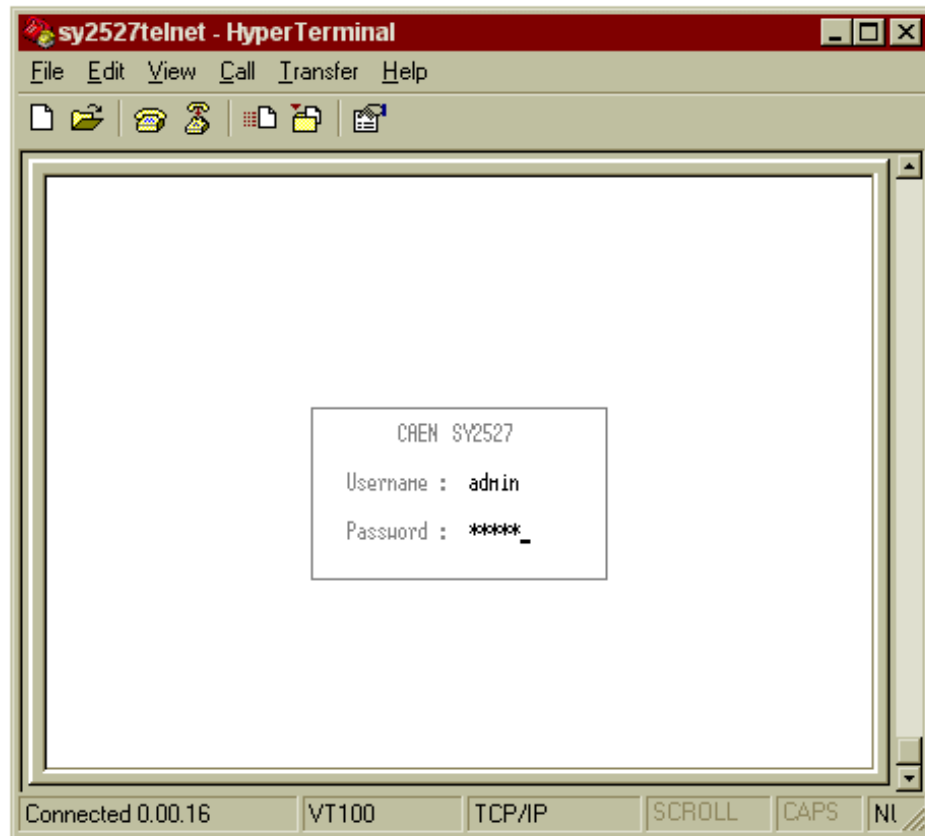 sy2527telnet - HyperTerminal
File Edit View Call Transfer Help
CAEN SY2527
Username : admin
Password : *****_
Connected 0.00.16 VT100 TCP/IP SCROLL CAPS NU